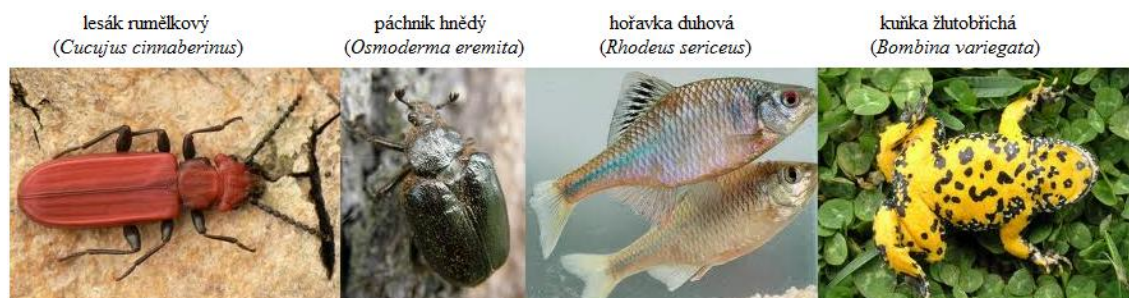 lesák rumělkový
(Cucujus cinnaberinus)
páchník hnědý
(Osmoderma eremita)
hořavka duhová
(Rhodeus sericeus)
kuňka žlutobřichá
(Bombina variegata)